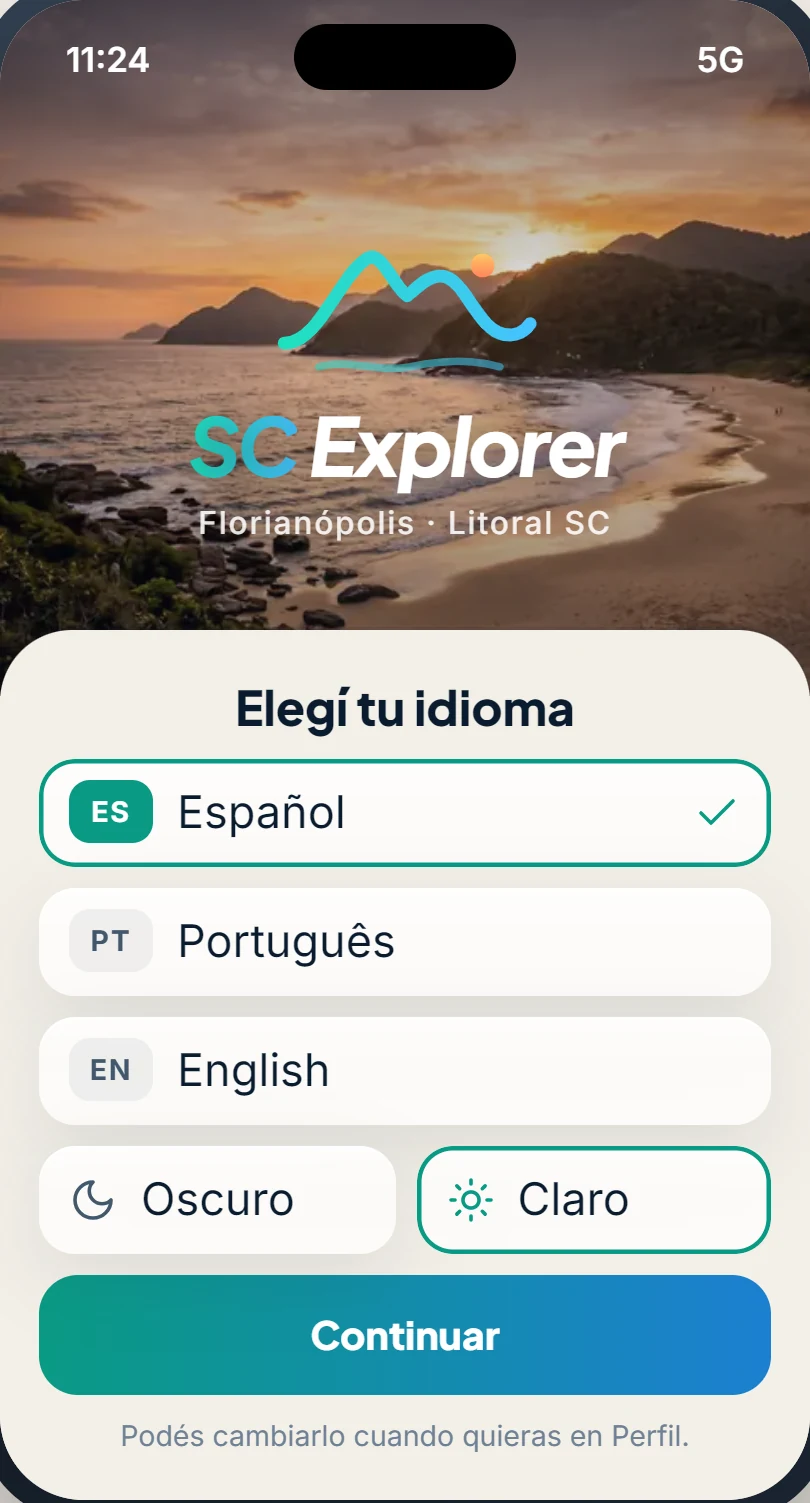 11:24 5G
SC Explorer
Florianópolis · Litoral SC
Elegí tu idioma
ES Español
PT Português
EN English
Oscuro Claro
Continuar
Podés cambiarlo cuando quieras en Perfil.